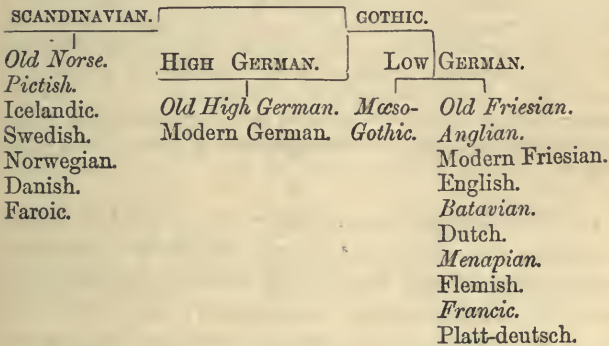 SCANDINAVIAN. GOTHIC.
HIGH GERMAN. LOW GERMAN.
Old Norse.
Pictish.
Icelandic.
Swedish.
Norwegian.
Danish.
Faroic.
Old High German.
Modern German.
Mœso-
Gothic.
Old Friesian.
Anglian.
Modern Friesian.
English.
Batavian.
Dutch.
Menapian.
Flemish.
Francic.
Platt-deutsch.